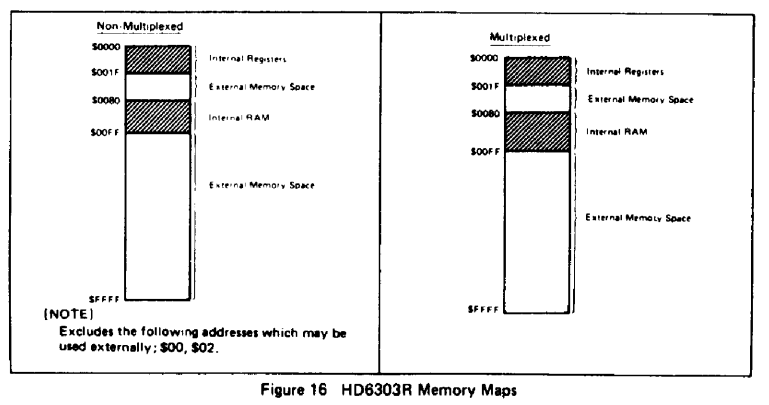 Non-Multiplexed
$0000
Internal Registers
$001F
External Memory Space
$0080
Internal RAM
$00FF
External Memory Space
$FFFF
[NOTE]
Excludes the following addresses which may be
used externally; $00, $02.
Multiplexed
$0000
Internal Registers
$001F
External Memory Space
$0080
Internal RAM
$00FF
External Memory Space
$FFFF
Figure 16 HD6303R Memory Maps